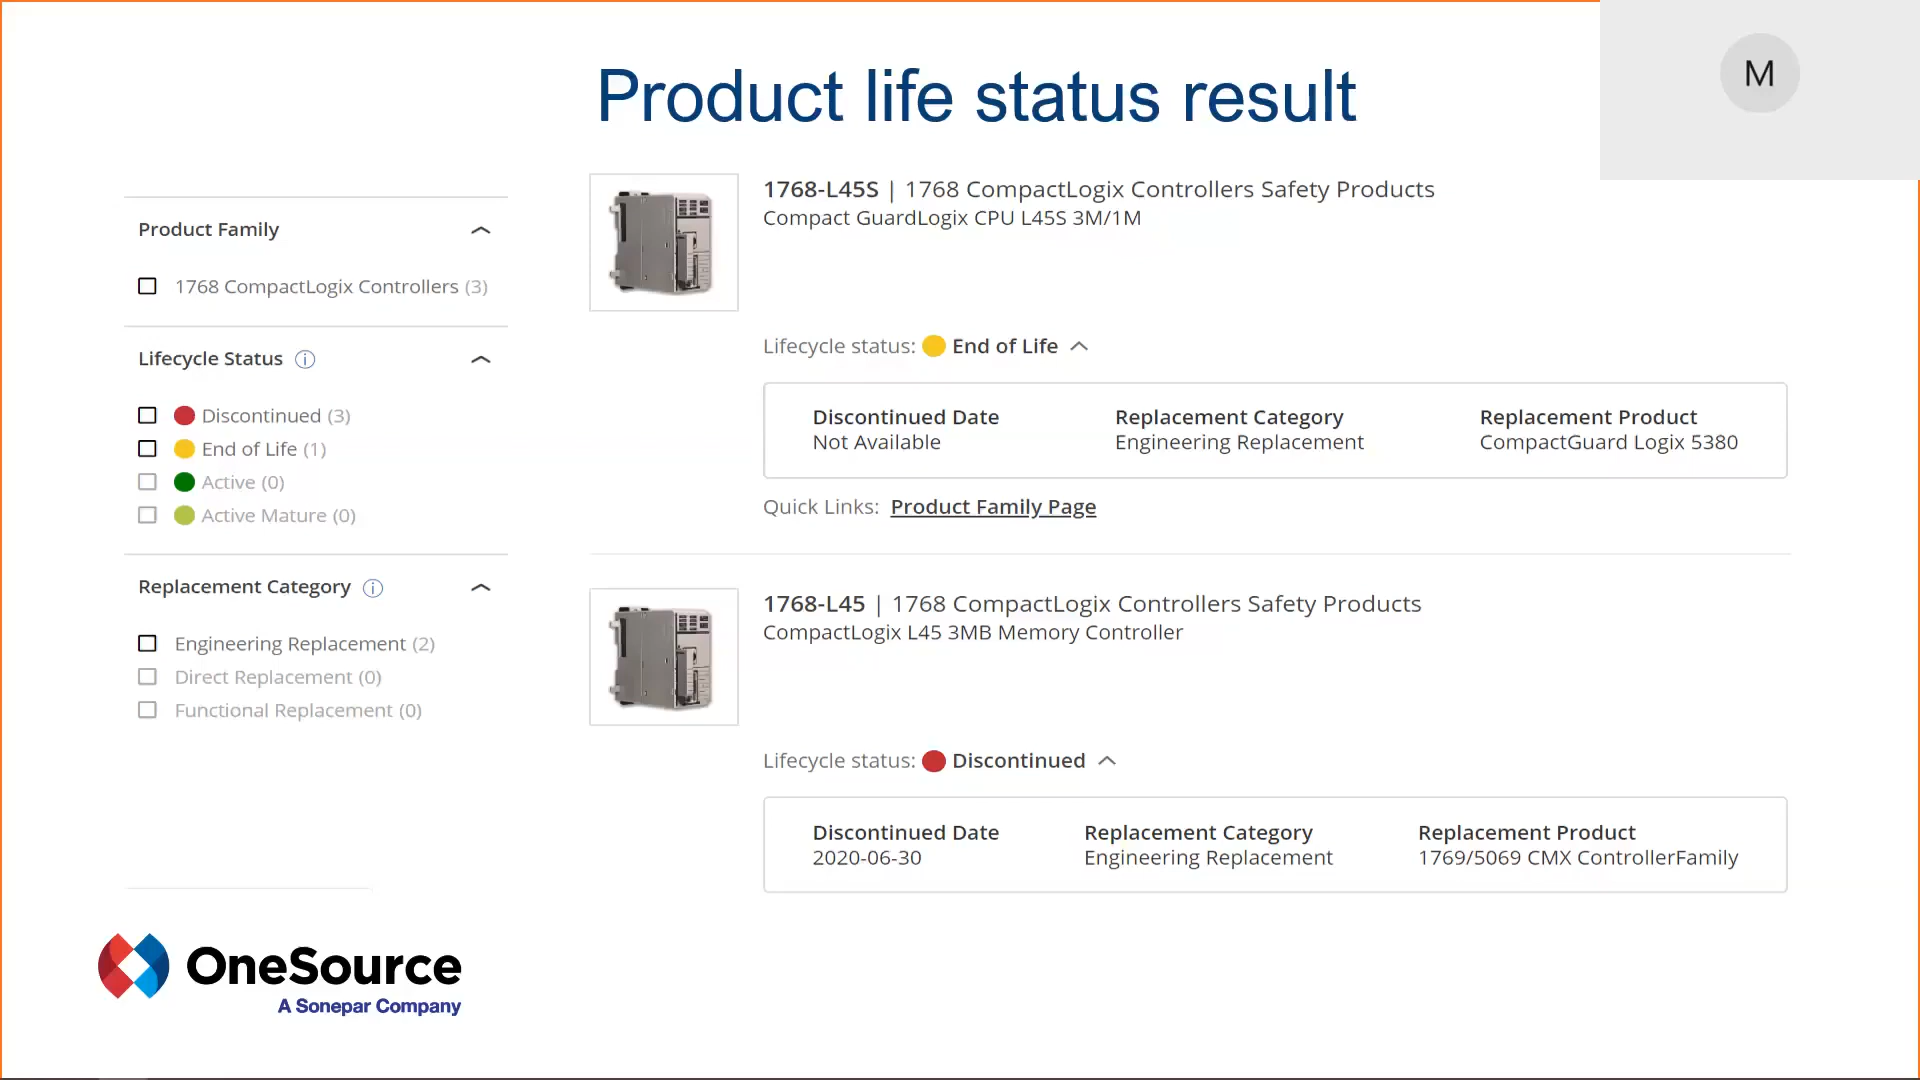 Product life status result
M
Product Family
1768 CompactLogix Controllers (3)
Lifecycle Status
Discontinued (3)
End of Life (1)
Active (0)
Active Mature (0)
Replacement Category
Engineering Replacement (2)
Direct Replacement (0)
Functional Replacement (0)
1768-L45S | 1768 CompactLogix Controllers Safety Products
Compact GuardLogix CPU L45S 3M/1M
Lifecycle status: End of Life
Discontinued Date Replacement Category Replacement Product
Not Available Engineering Replacement CompactGuard Logix 5380
Quick Links: Product Family Page
1768-L45 | 1768 CompactLogix Controllers Safety Products
CompactLogix L45 3MB Memory Controller
Lifecycle status: Discontinued
Discontinued Date Replacement Category Replacement Product
2020-06-30 Engineering Replacement 1769/5069 CMX ControllerFamily
OneSource
A Sonepar Company